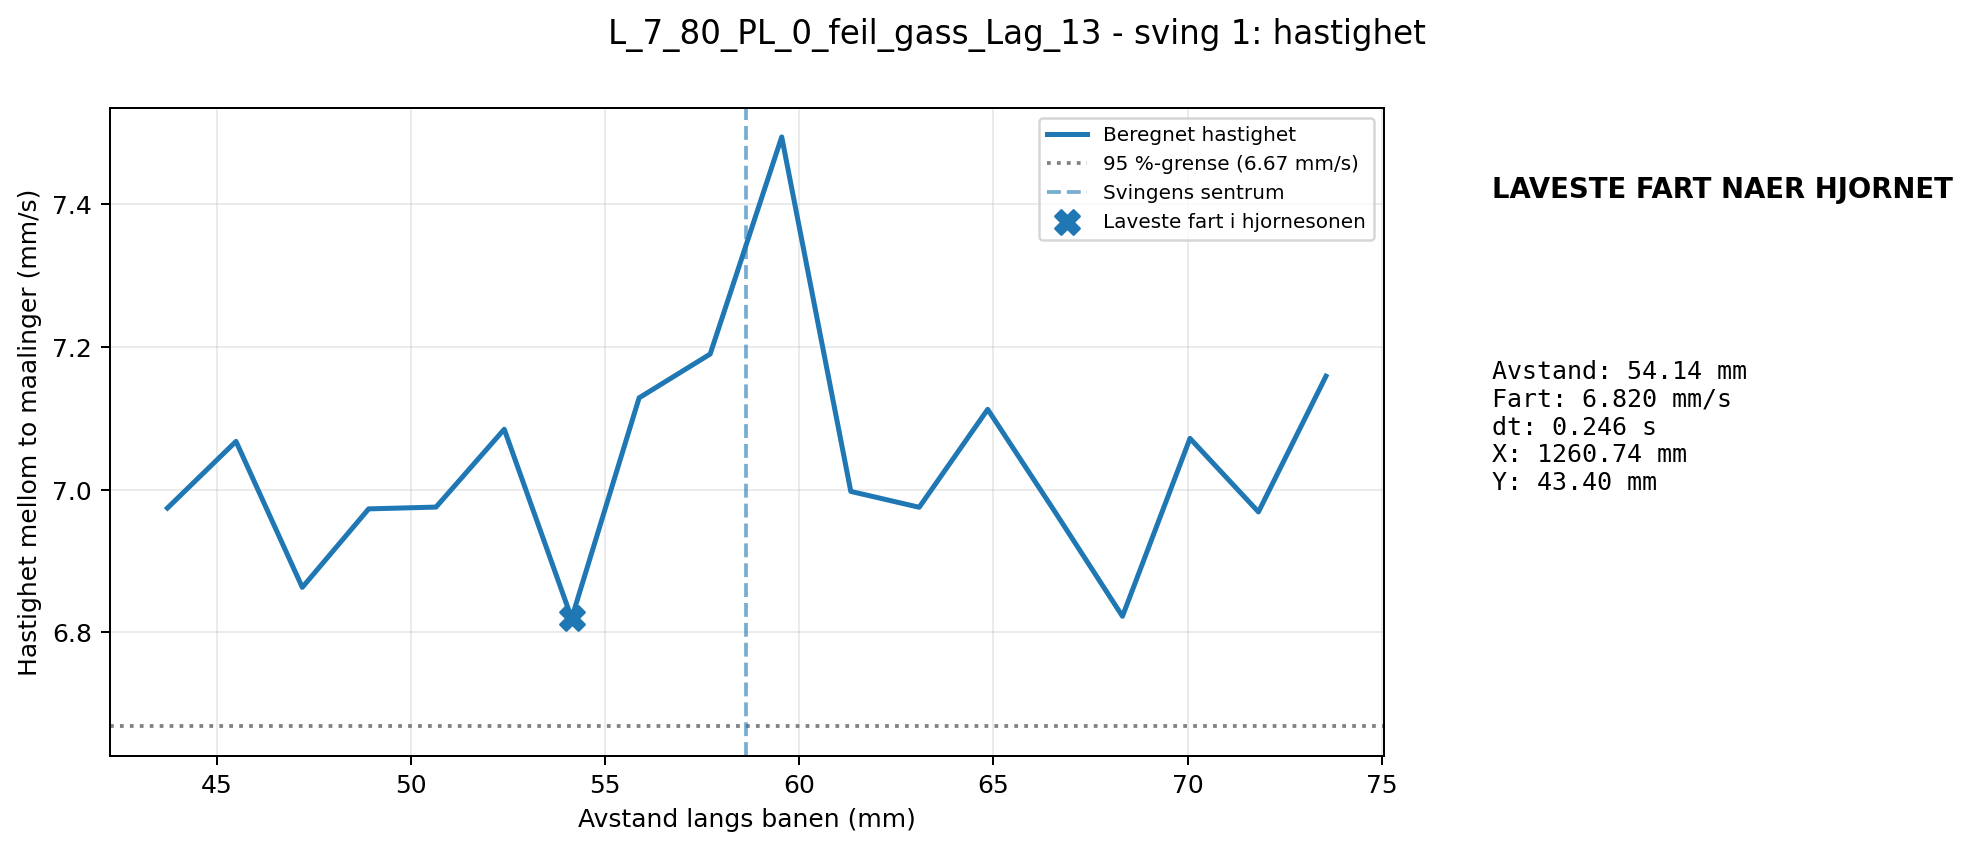 L_7_80_PL_0_feil_gass_Lag_13 - sving 1: hastighet
Hastighet mellom to maalinger (mm/s)
7.4
7.2
7.0
6.8
Beregnet hastighet
95 %-grense (6.67 mm/s)
Svingens sentrum
Laveste fart i hjornesonen
45
50
55
60
65
70
75
Avstand langs banen (mm)
LAVESTE FART NAER HJORNET
Avstand: 54.14 mm
Fart: 6.820 mm/s
dt: 0.246 s
X: 1260.74 mm
Y: 43.40 mm